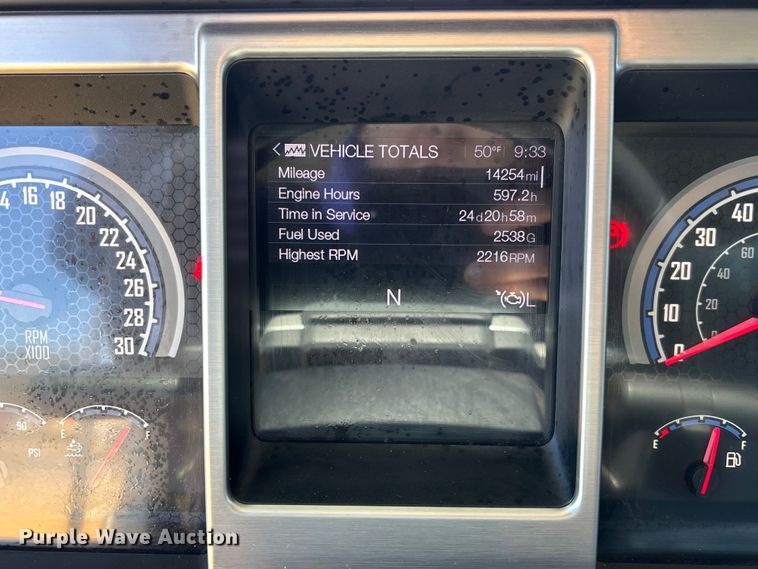 VEHICLE TOTALS 50°F 9:33
Mileage 14254mi
Engine Hours 597.2h
Time in Service 24d20h58m
Fuel Used 2538G
Highest RPM 2216RPM
N
L
14 16 18 20 22 24 26 28 30
RPM
X100
90
PSI
E F
40
30
20
10
0
60
40
20
0
E F
Purple Wave Auction